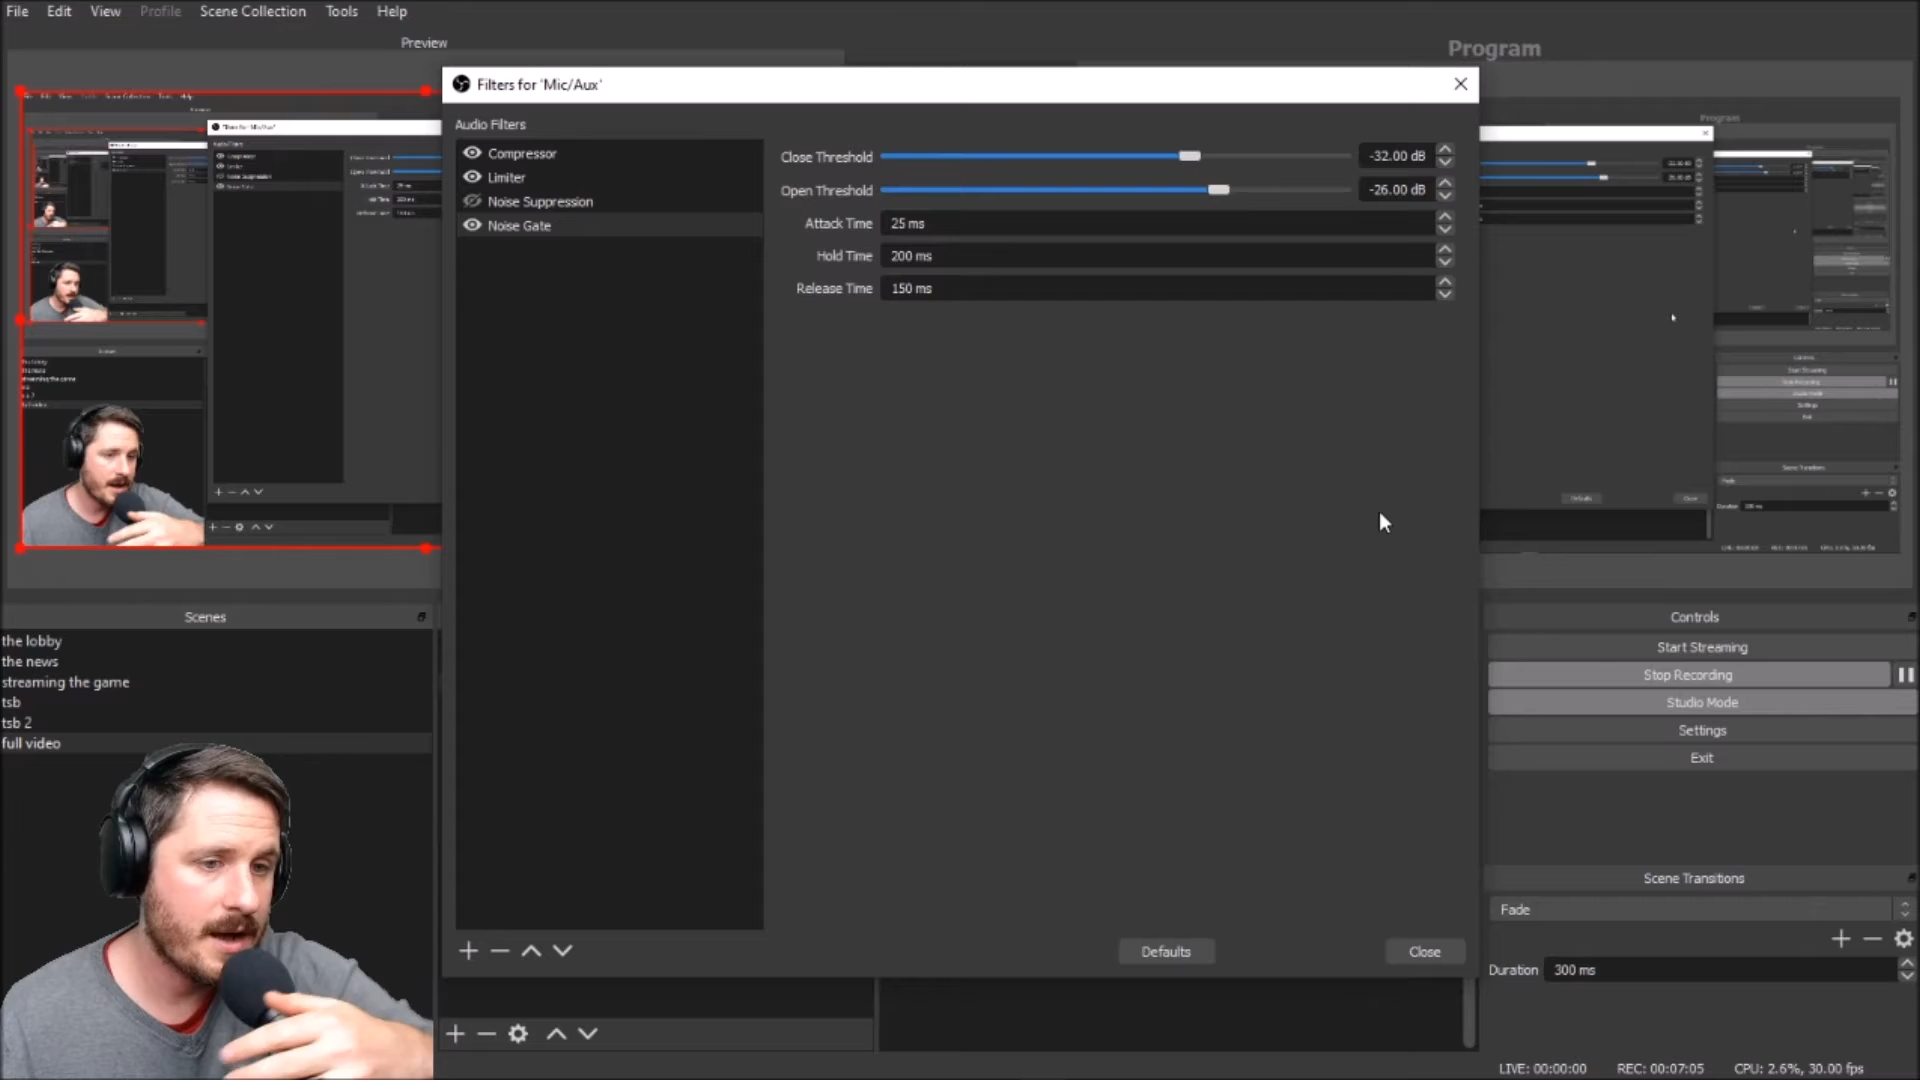 File Edit View Profile Scene Collection Tools Help
Preview
Program
Filters for 'Mic/Aux'
Audio Filters
Compressor
Limiter
Noise Suppression
Noise Gate
Close Threshold -32.00 dB
Open Threshold -26.00 dB
Attack Time 25 ms
Hold Time 200 ms
Release Time 150 ms
Defaults
Close
Scenes
the lobby
the news
streaming the game
tsb
tsb 2
full video
Controls
Start Streaming
Stop Recording
Studio Mode
Settings
Exit
Scene Transitions
Fade
Duration 300 ms
LIVE: 00:00:00 REC: 00:07:05 CPU: 2.6%, 30.00 fps